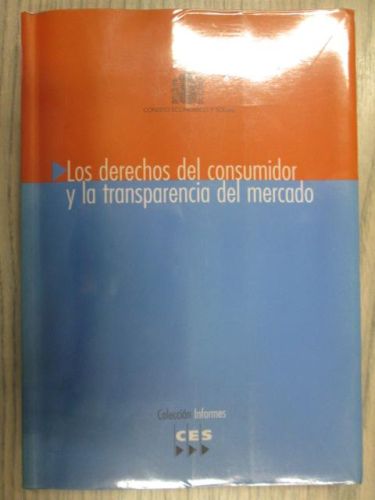 CONSEJO ECONÓMICO Y SOCIAL
Los derechos del consumidor
y la transparencia del mercado
Colección Informes
CES